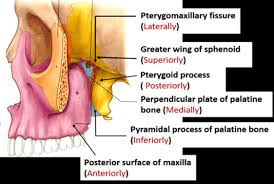 Pterygomaxillary fissure
(Laterally)
Greater wing of sphenoid
(Superiorly)
Pterygoid process
( Posteriorly)
Perpendicular plate of palatine
bone (Medially)
Pyramidal process of palatine bone
(Inferiorly)
Posterior surface of maxilla
(Anteriorly)